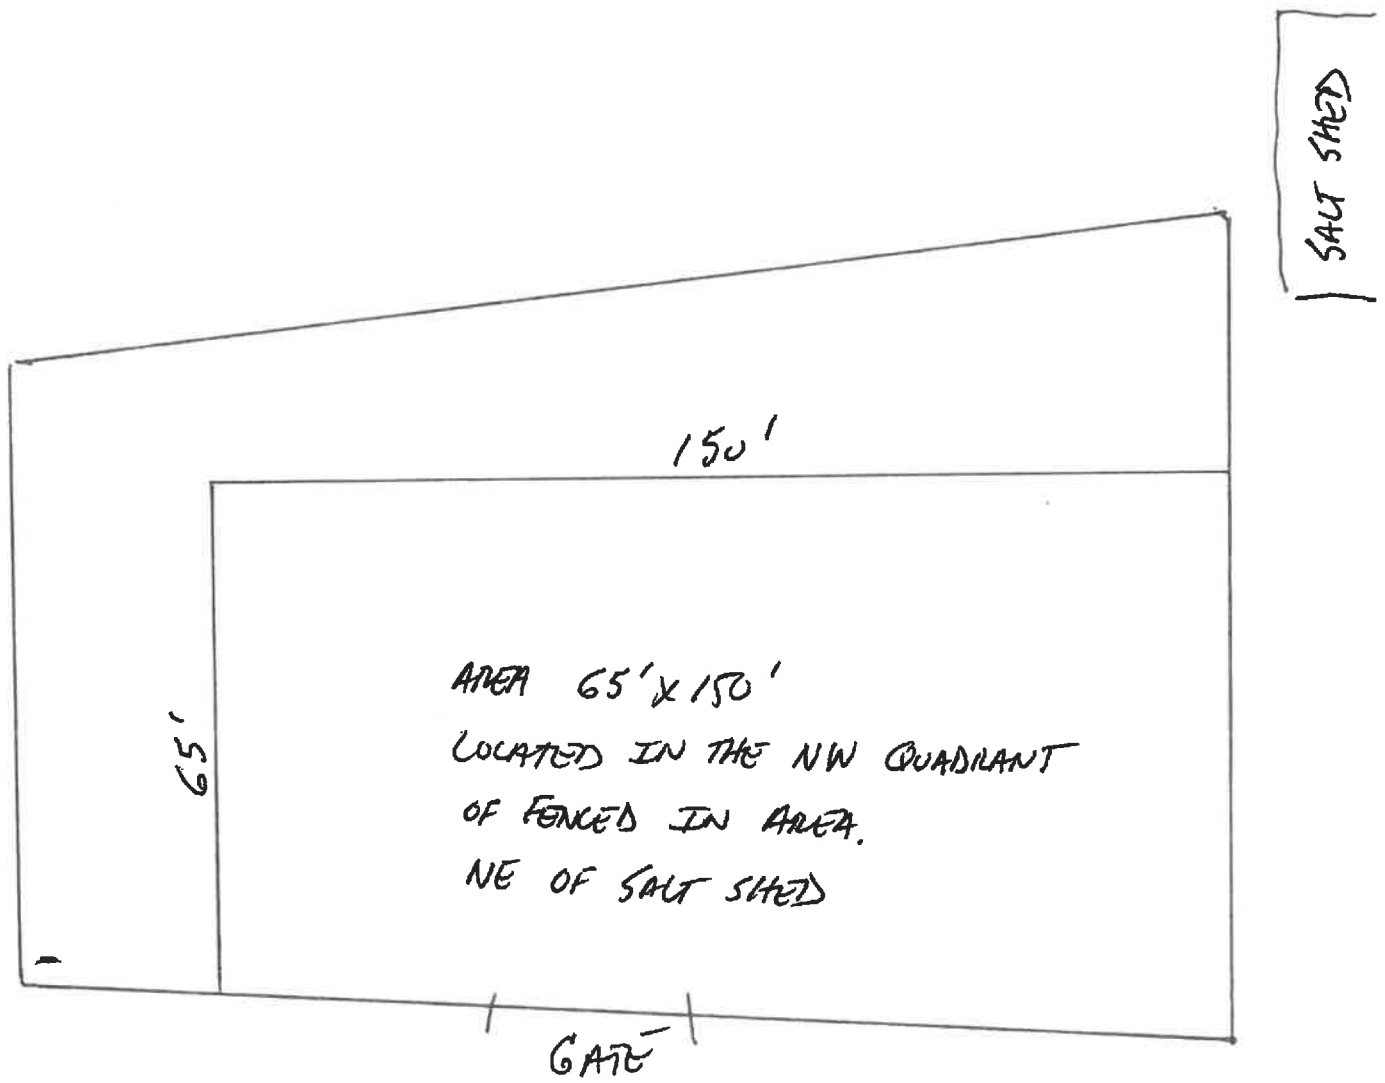 SALT SHED
150'
65'
AREA 65' X 150'
LOCATED IN THE NW QUADRANT
OF FENCED IN AREA.
NE OF SALT SHED
GATE